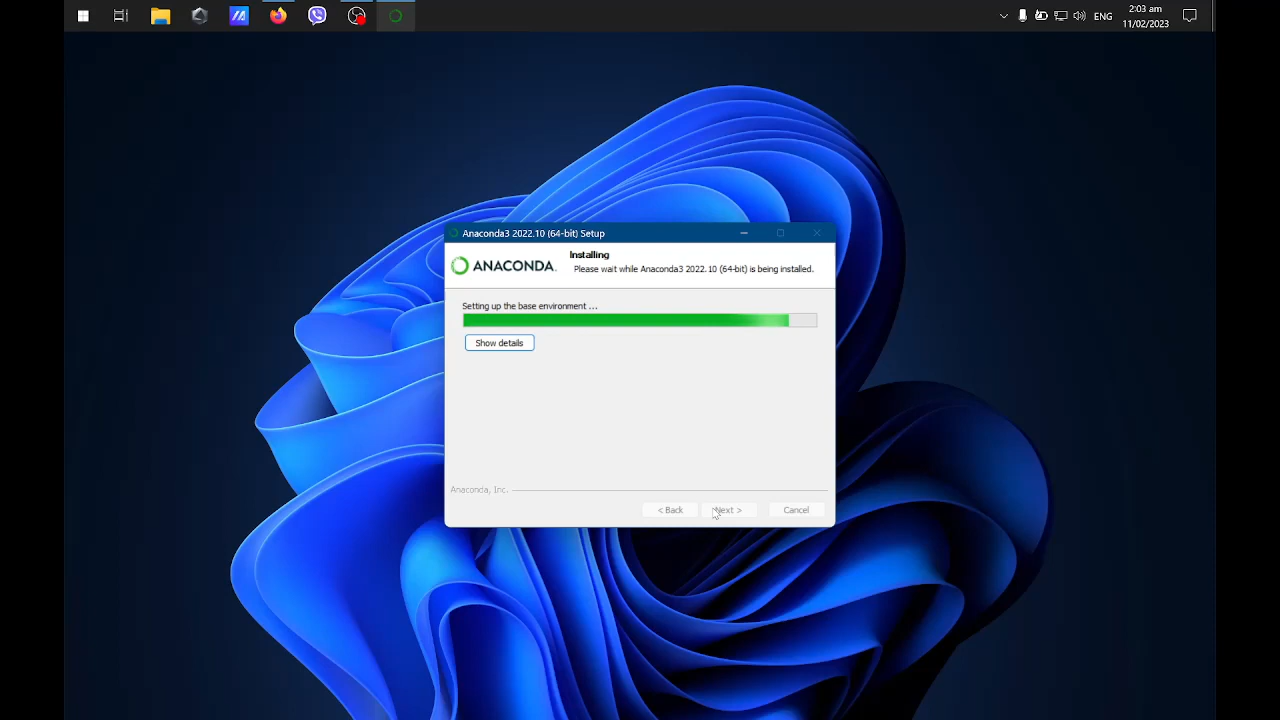 ENG
2:03 am
11/02/2023
Anaconda3 2022.10 (64-bit) Setup
ANACONDA.
Installing
Please wait while Anaconda3 2022.10 (64-bit) is being installed.
Setting up the base environment ...
Show details
Anaconda, Inc.
< Back
Next >
Cancel